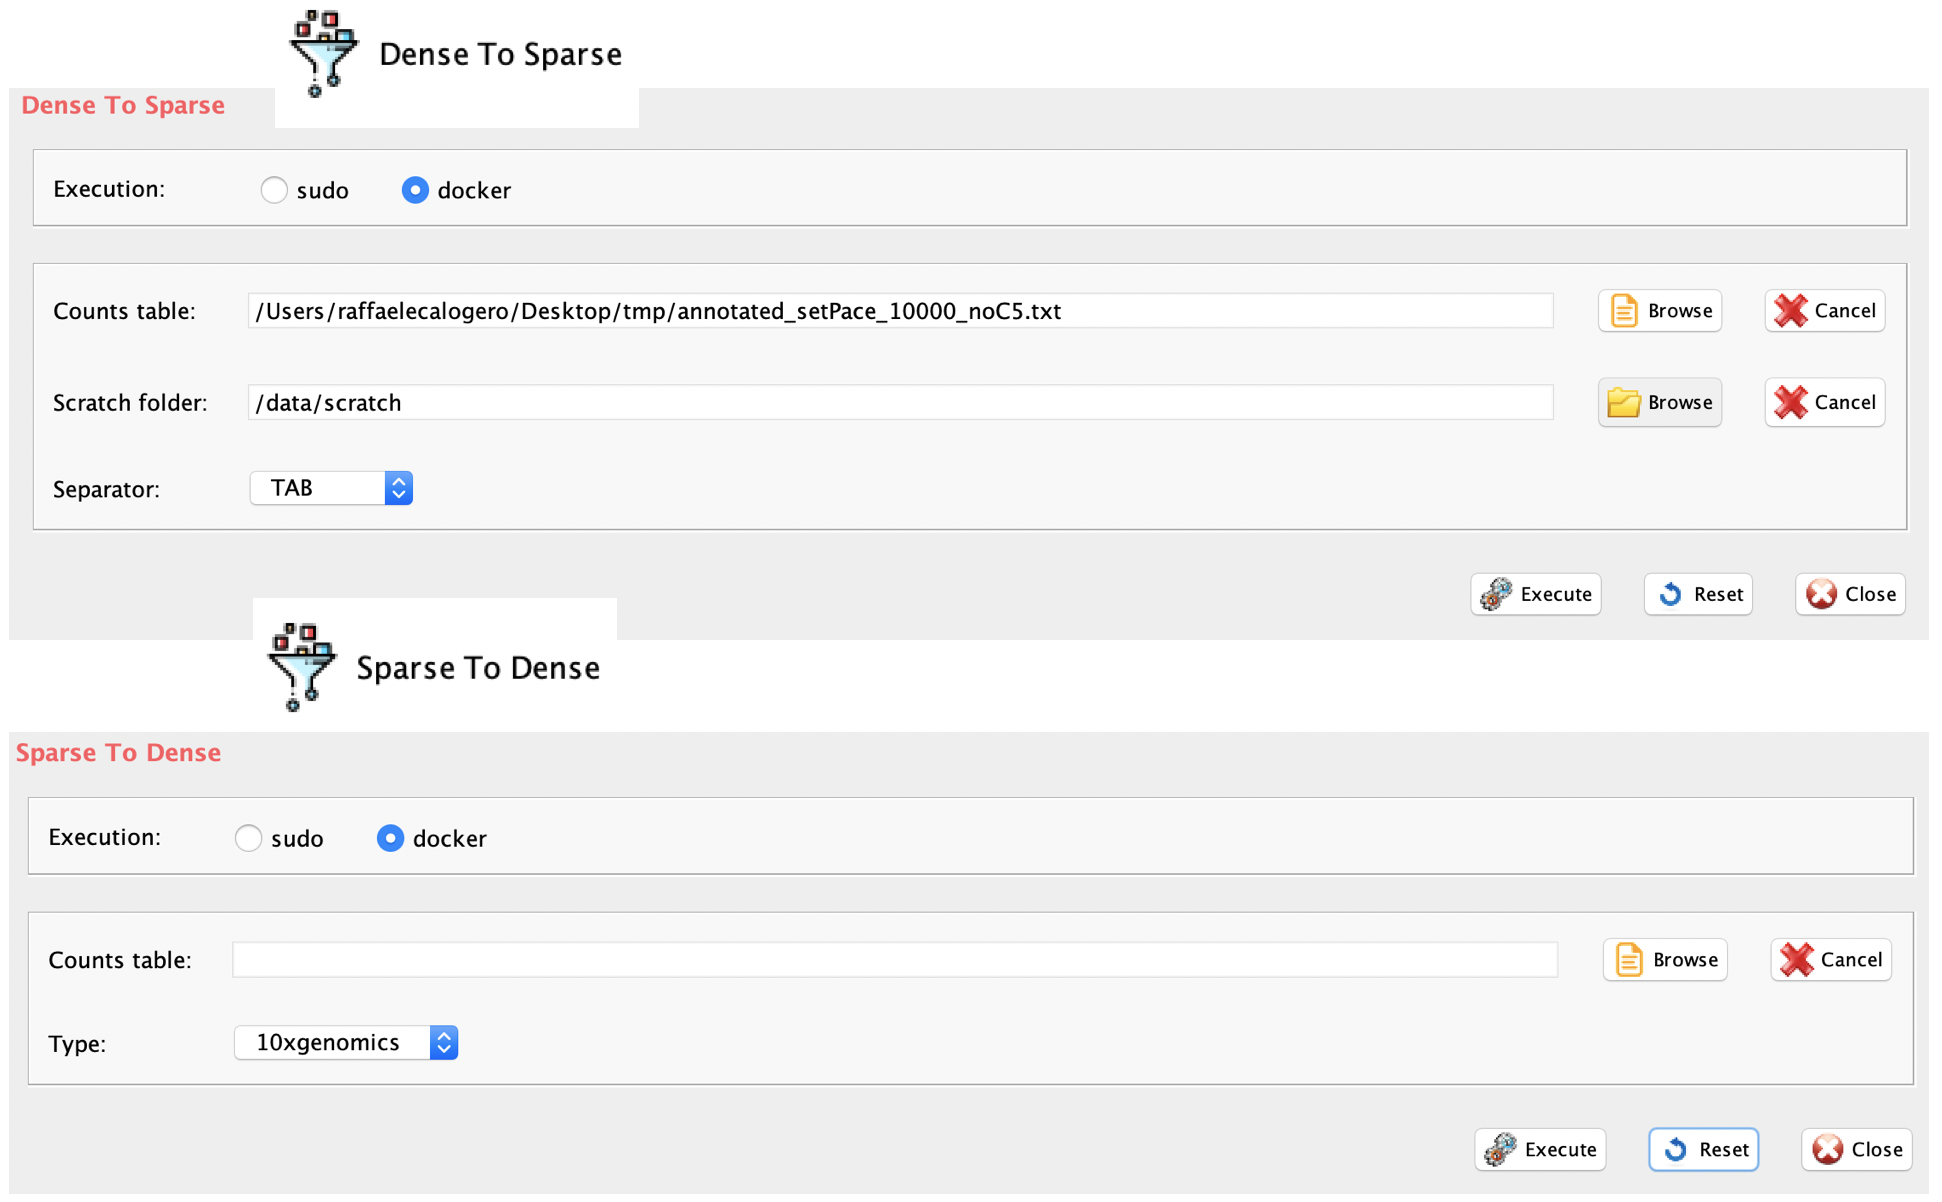 Dense To Sparse
Dense To Sparse
Execution: sudo docker
Counts table: /Users/raffaelecalogero/Desktop/tmp/annotated_setPace_10000_noC5.txt Browse Cancel
Scratch folder: /data/scratch Browse Cancel
Separator: TAB
Execute Reset Close
Sparse To Dense
Sparse To Dense
Execution: sudo docker
Counts table: Browse Cancel
Type: 10xgenomics
Execute Reset Close